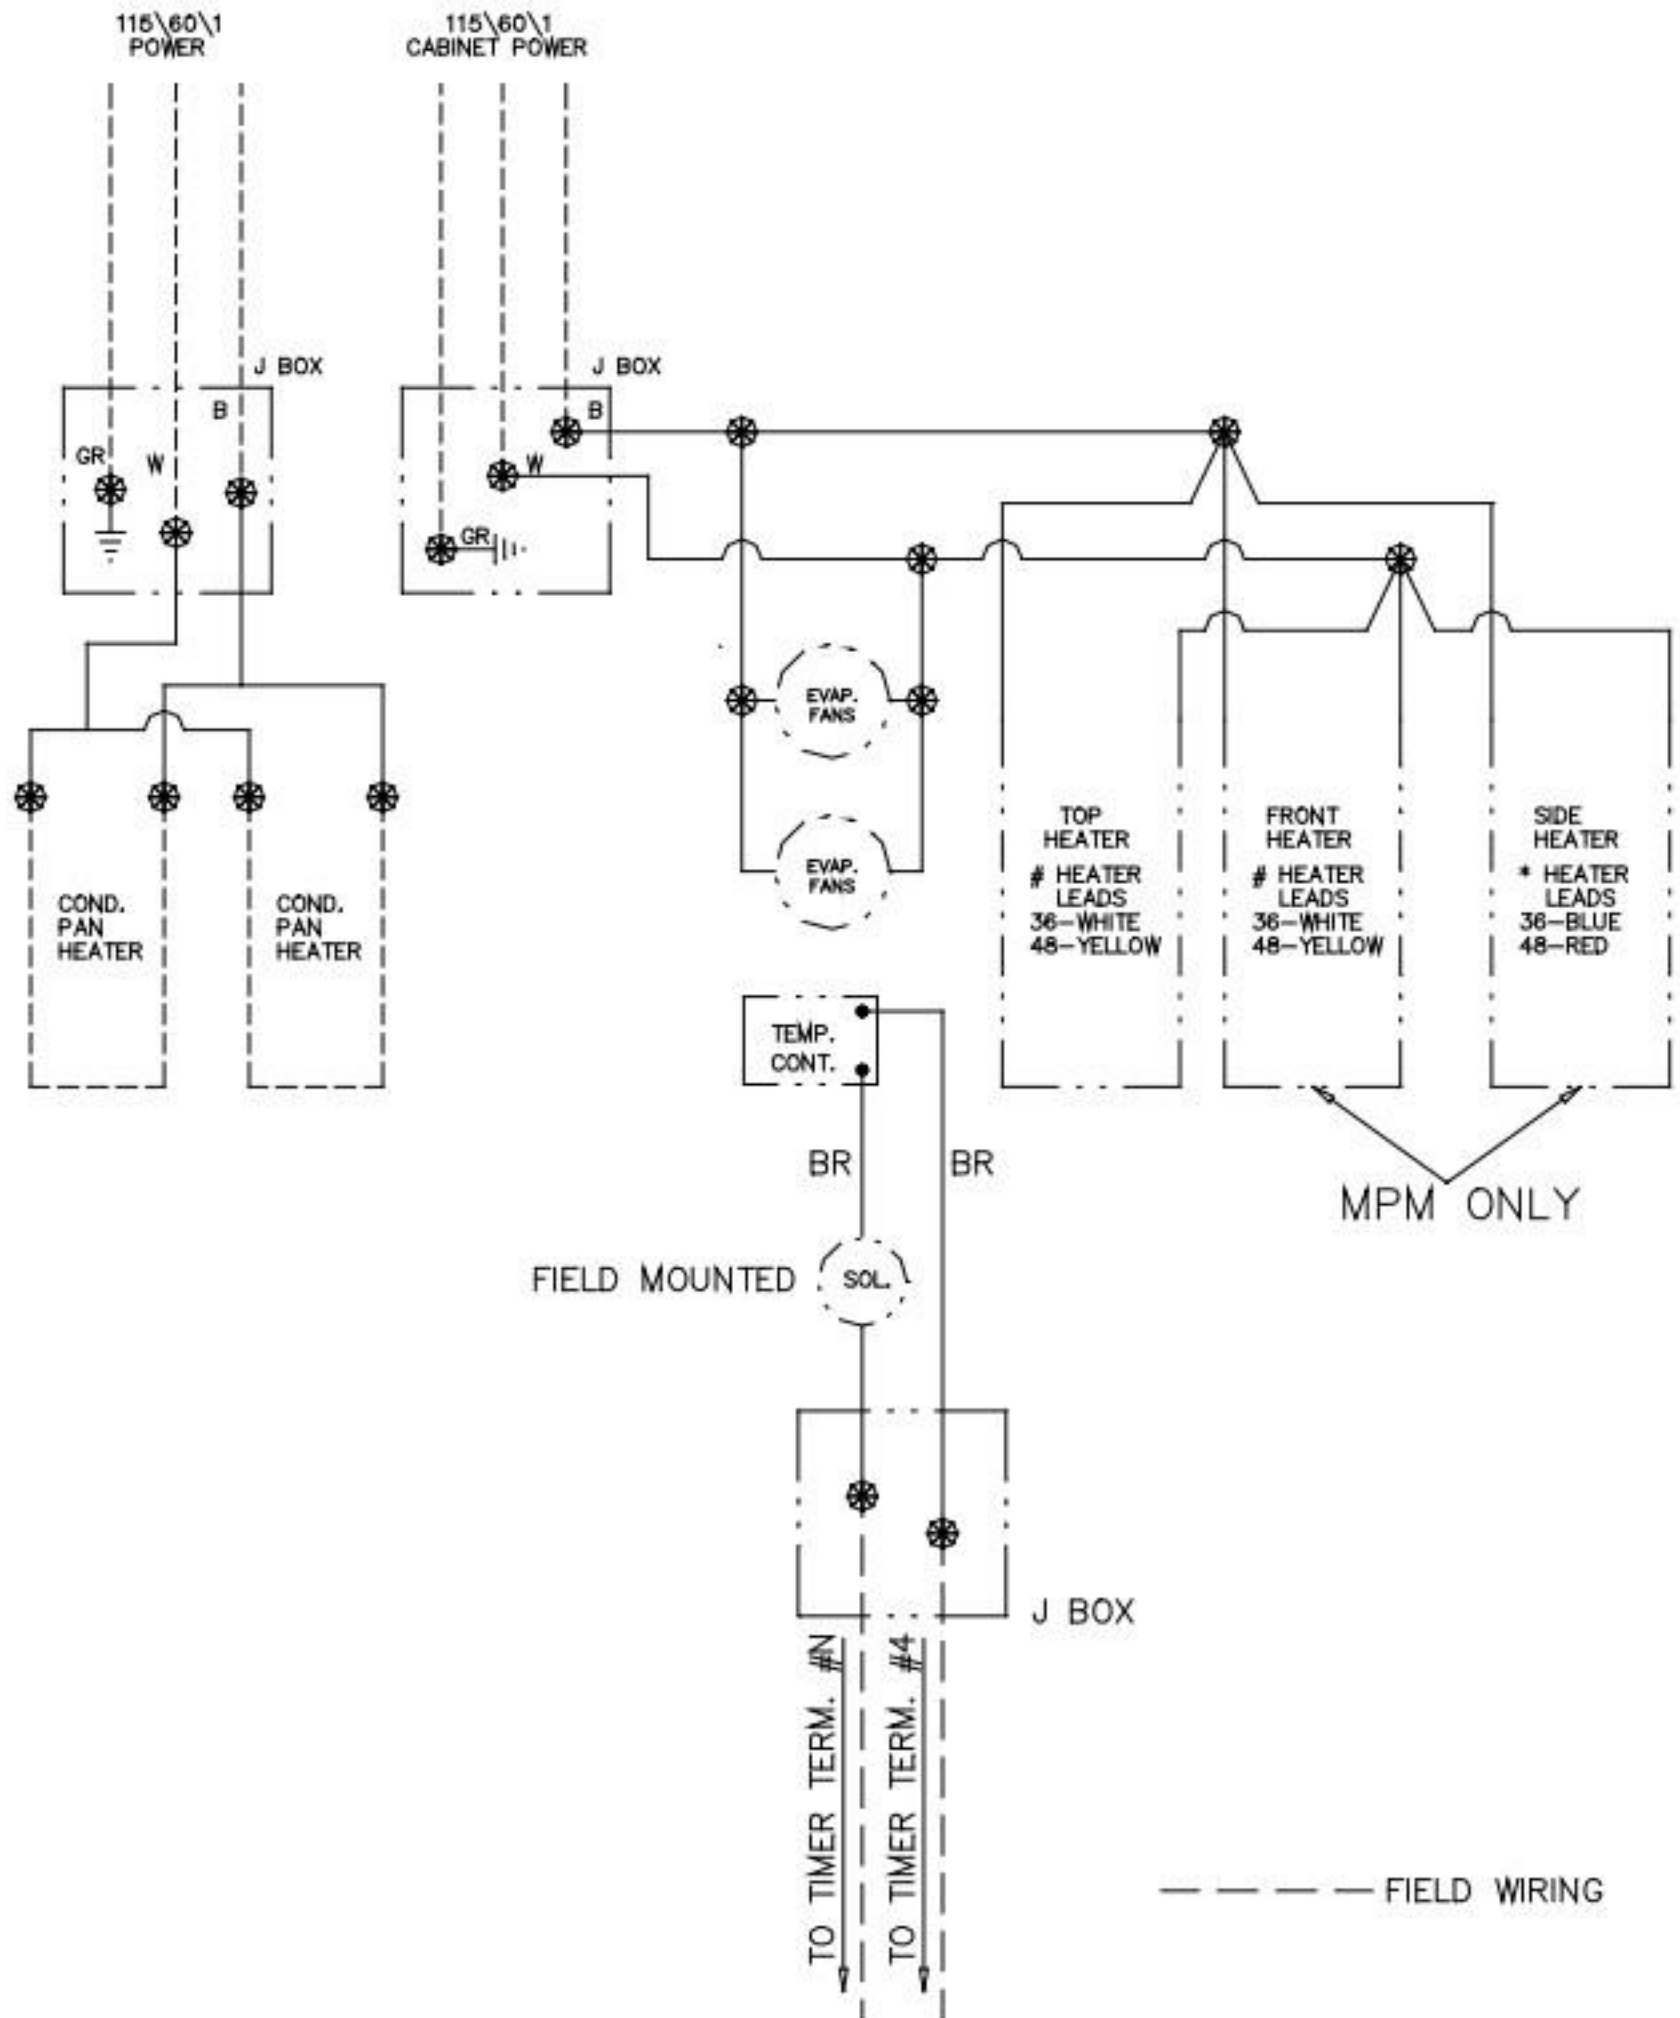 115\60\1
POWER
115\60\1
CABINET POWER
J BOX
J BOX
B
B
GR
W
W
GR
EVAP.
FANS
EVAP.
FANS
TOP
HEATER
# HEATER
LEADS
36-WHITE
48-YELLOW
FRONT
HEATER
# HEATER
LEADS
36-WHITE
48-YELLOW
SIDE
HEATER
* HEATER
LEADS
36-BLUE
48-RED
COND.
PAN
HEATER
COND.
PAN
HEATER
TEMP.
CONT.
BR
BR
MPM ONLY
FIELD MOUNTED
SOL.
J BOX
TO TIMER TERM. #N
TO TIMER TERM. #4
FIELD WIRING